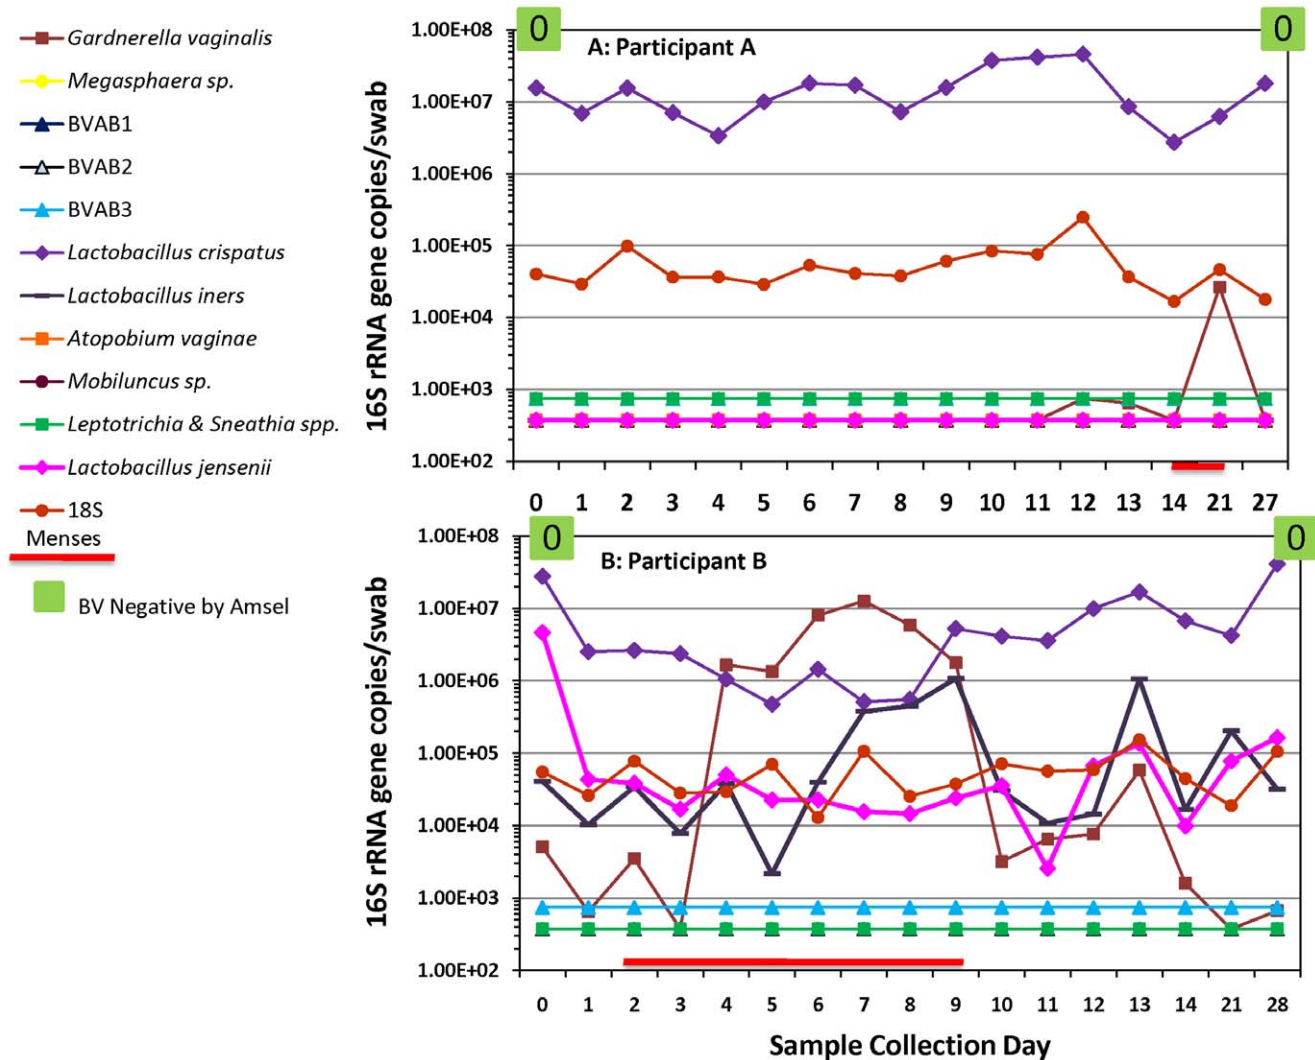 Gardnerella vaginalis
Megasphaera sp.
BVAB1
BVAB2
BVAB3
Lactobacillus crispatus
Lactobacillus iners
Atopobium vaginae
Mobiluncus sp.
Leptotrichia & Sneathia spp.
Lactobacillus jensenii
18S
Menses
BV Negative by Amsel
0
0
A: Participant A
16S rRNA gene copies/swab
1.00E+08
1.00E+07
1.00E+06
1.00E+05
1.00E+04
1.00E+03
1.00E+02
0 1 2 3 4 5 6 7 8 9 10 11 12 13 14 21 27
0
0
B: Participant B
16S rRNA gene copies/swab
1.00E+08
1.00E+07
1.00E+06
1.00E+05
1.00E+04
1.00E+03
1.00E+02
0 1 2 3 4 5 6 7 8 9 10 11 12 13 14 21 28
Sample Collection Day